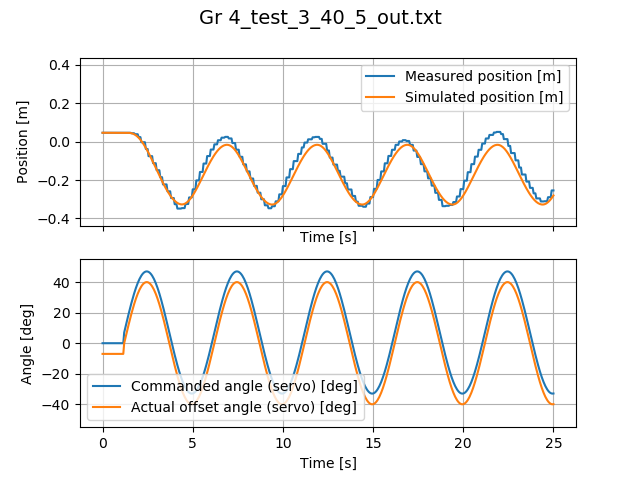 Gr 4_test_3_40_5_out.txt
Measured position [m]
Simulated position [m]
Position [m]
0.4
0.2
0.0
−0.2
−0.4
Time [s]
Commanded angle (servo) [deg]
Actual offset angle (servo) [deg]
Angle [deg]
40
20
0
−20
−40
0 5 10 15 20 25
Time [s]